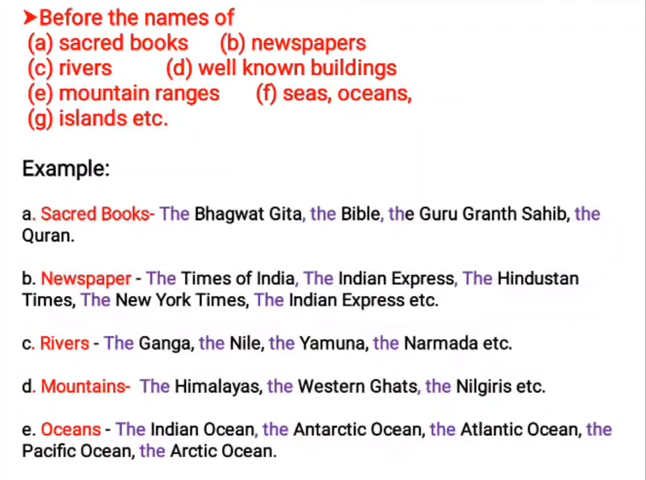 ➤Before the names of
(a) sacred books (b) newspapers
(c) rivers (d) well known buildings
(e) mountain ranges (f) seas, oceans,
(g) islands etc.
Example:
a. Sacred Books- The Bhagwat Gita, the Bible, the Guru Granth Sahib, the
Quran.
b. Newspaper - The Times of India, The Indian Express, The Hindustan
Times, The New York Times, The Indian Express etc.
c. Rivers - The Ganga, the Nile, the Yamuna, the Narmada etc.
d. Mountains- The Himalayas, the Western Ghats, the Nilgiris etc.
e. Oceans - The Indian Ocean, the Antarctic Ocean, the Atlantic Ocean, the
Pacific Ocean, the Arctic Ocean.